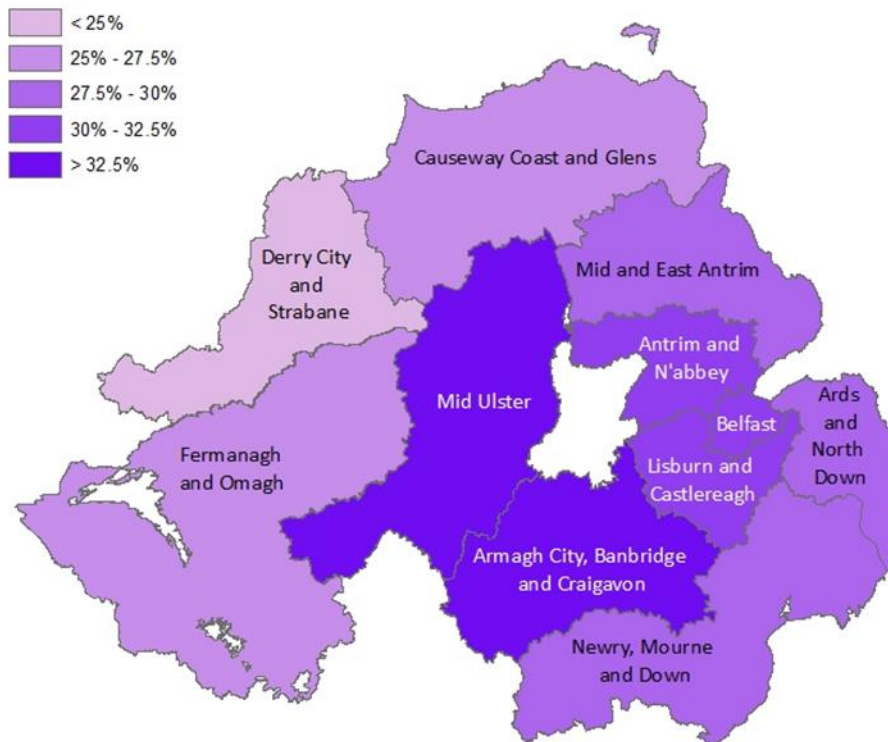 < 25%
25% - 27.5%
27.5% - 30%
30% - 32.5%
> 32.5%
Causeway Coast and Glens
Derry City
and
Strabane
Mid and East Antrim
Antrim and
N'abbey
Mid Ulster
Belfast
Ards
and
North
Down
Fermanagh
and Omagh
Lisburn and
Castlereagh
Armagh City, Banbridge
and Craigavon
Newry, Mourne
and Down